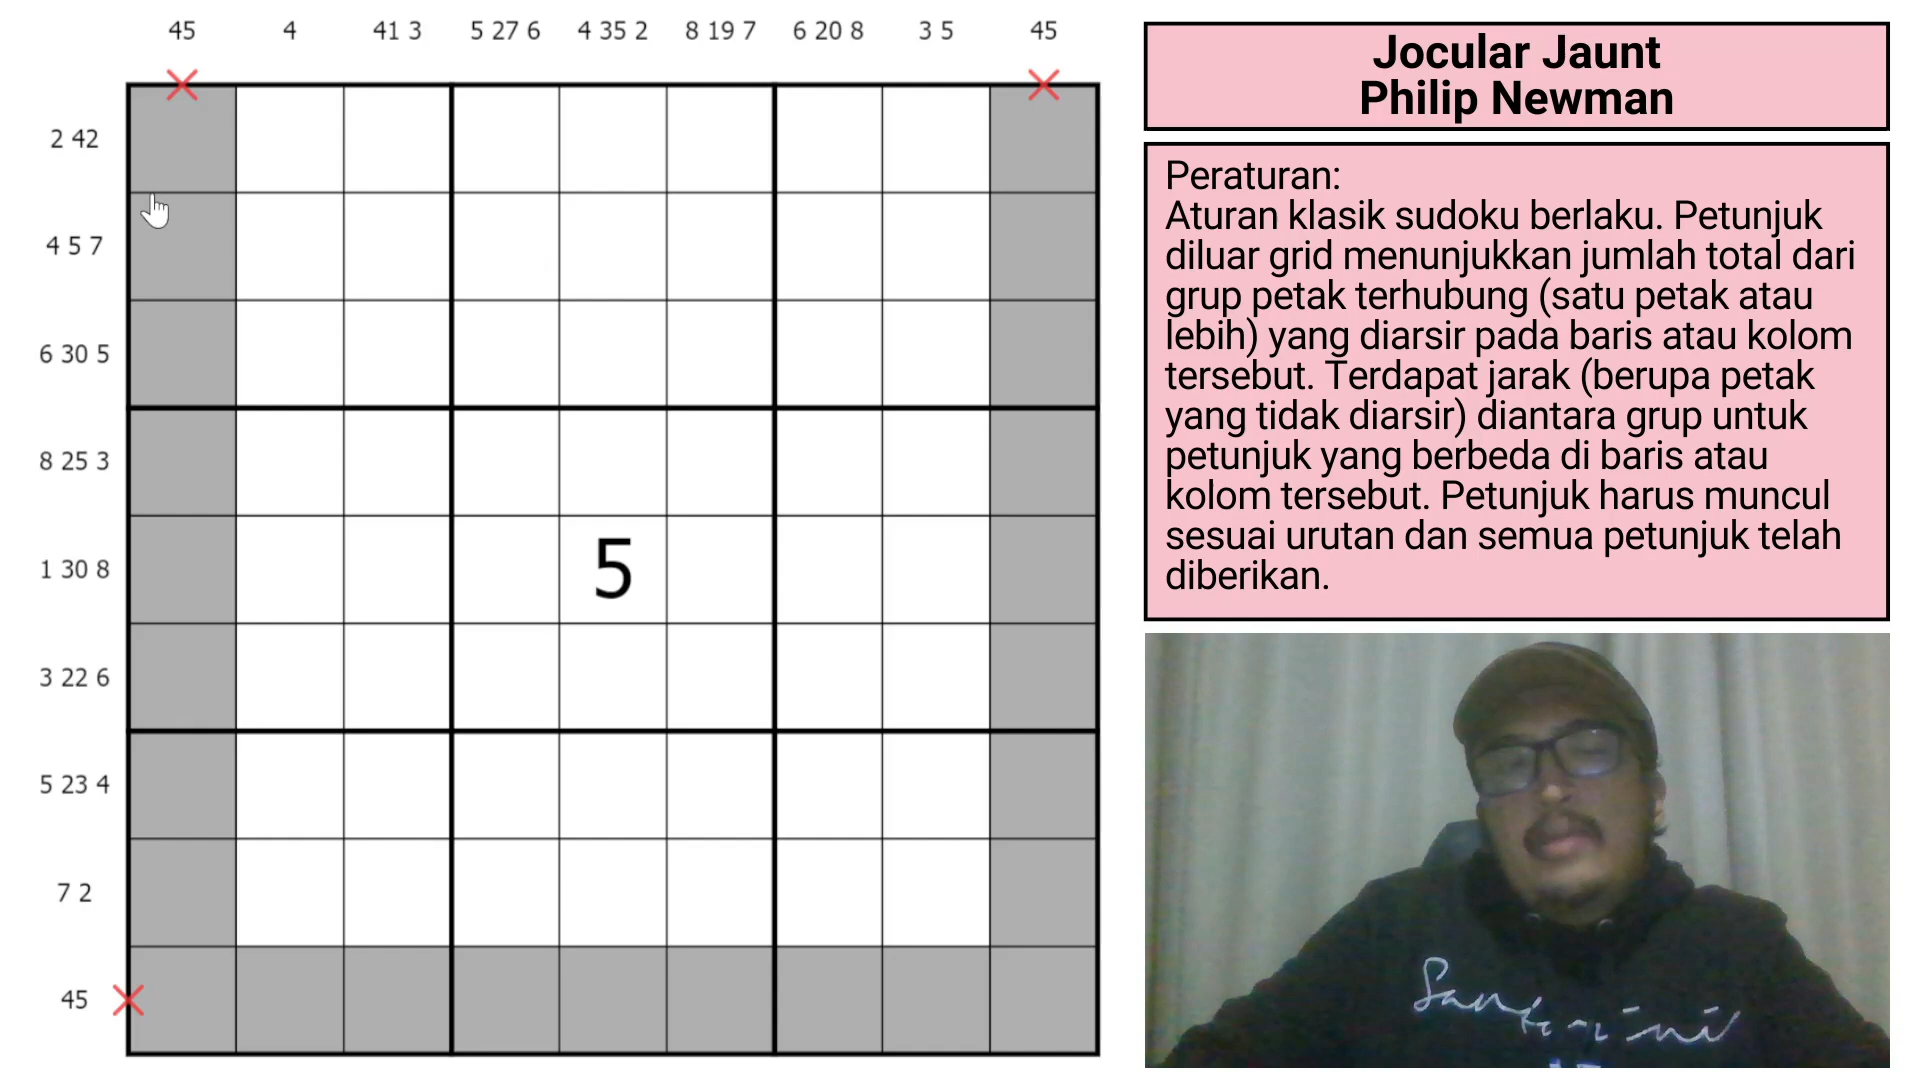 45 4 41 3 5 27 6 4 35 2 8 19 7 6 20 8 3 5 45
2 42
4 5 7
6 30 5
8 25 3
1 30 8
5
3 22 6
5 23 4
7 2
45
Jocular Jaunt
Philip Newman
Peraturan:
Aturan klasik sudoku berlaku. Petunjuk
diluar grid menunjukkan jumlah total dari
grup petak terhubung (satu petak atau
lebih) yang diarsir pada baris atau kolom
tersebut. Terdapat jarak (berupa petak
yang tidak diarsir) diantara grup untuk
petunjuk yang berbeda di baris atau
kolom tersebut. Petunjuk harus muncul
sesuai urutan dan semua petunjuk telah
diberikan.